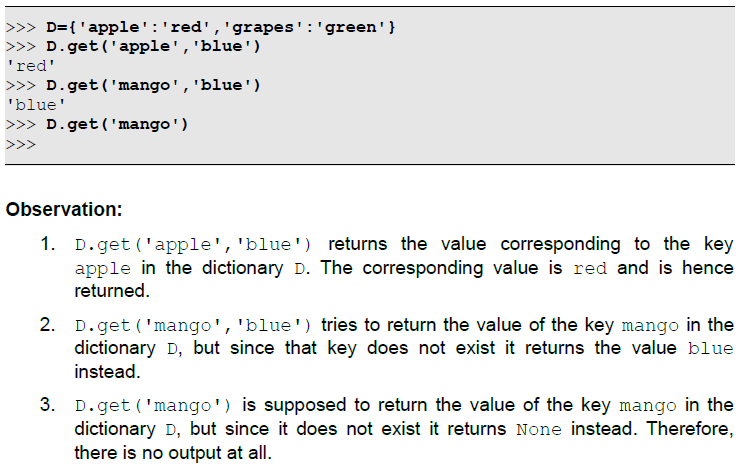 >>> D={'apple':'red','grapes':'green'}
>>> D.get('apple','blue')
'red'
>>> D.get('mango','blue')
'blue'
>>> D.get('mango')
>>>
Observation:
1. D.get('apple','blue') returns the value corresponding to the key
apple in the dictionary D. The corresponding value is red and is hence
returned.
2. D.get('mango','blue') tries to return the value of the key mango in the
dictionary D, but since that key does not exist it returns the value blue
instead.
3. D.get('mango') is supposed to return the value of the key mango in the
dictionary D, but since it does not exist it returns None instead. Therefore,
there is no output at all.